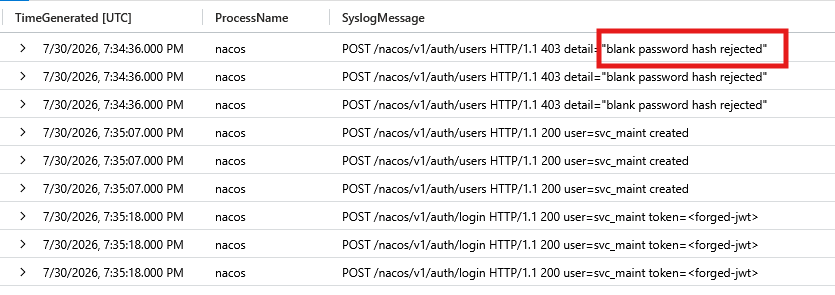 TimeGenerated [UTC] ProcessName SyslogMessage
7/30/2026, 7:34:36.000 PM nacos POST /nacos/v1/auth/users HTTP/1.1 403 detail="blank password hash rejected"
7/30/2026, 7:34:36.000 PM nacos POST /nacos/v1/auth/users HTTP/1.1 403 detail="blank password hash rejected"
7/30/2026, 7:34:36.000 PM nacos POST /nacos/v1/auth/users HTTP/1.1 403 detail="blank password hash rejected"
7/30/2026, 7:35:07.000 PM nacos POST /nacos/v1/auth/users HTTP/1.1 200 user=svc_maint created
7/30/2026, 7:35:07.000 PM nacos POST /nacos/v1/auth/users HTTP/1.1 200 user=svc_maint created
7/30/2026, 7:35:07.000 PM nacos POST /nacos/v1/auth/users HTTP/1.1 200 user=svc_maint created
7/30/2026, 7:35:18.000 PM nacos POST /nacos/v1/auth/login HTTP/1.1 200 user=svc_maint token=<forged-jwt>
7/30/2026, 7:35:18.000 PM nacos POST /nacos/v1/auth/login HTTP/1.1 200 user=svc_maint token=<forged-jwt>
7/30/2026, 7:35:18.000 PM nacos POST /nacos/v1/auth/login HTTP/1.1 200 user=svc_maint token=<forged-jwt>